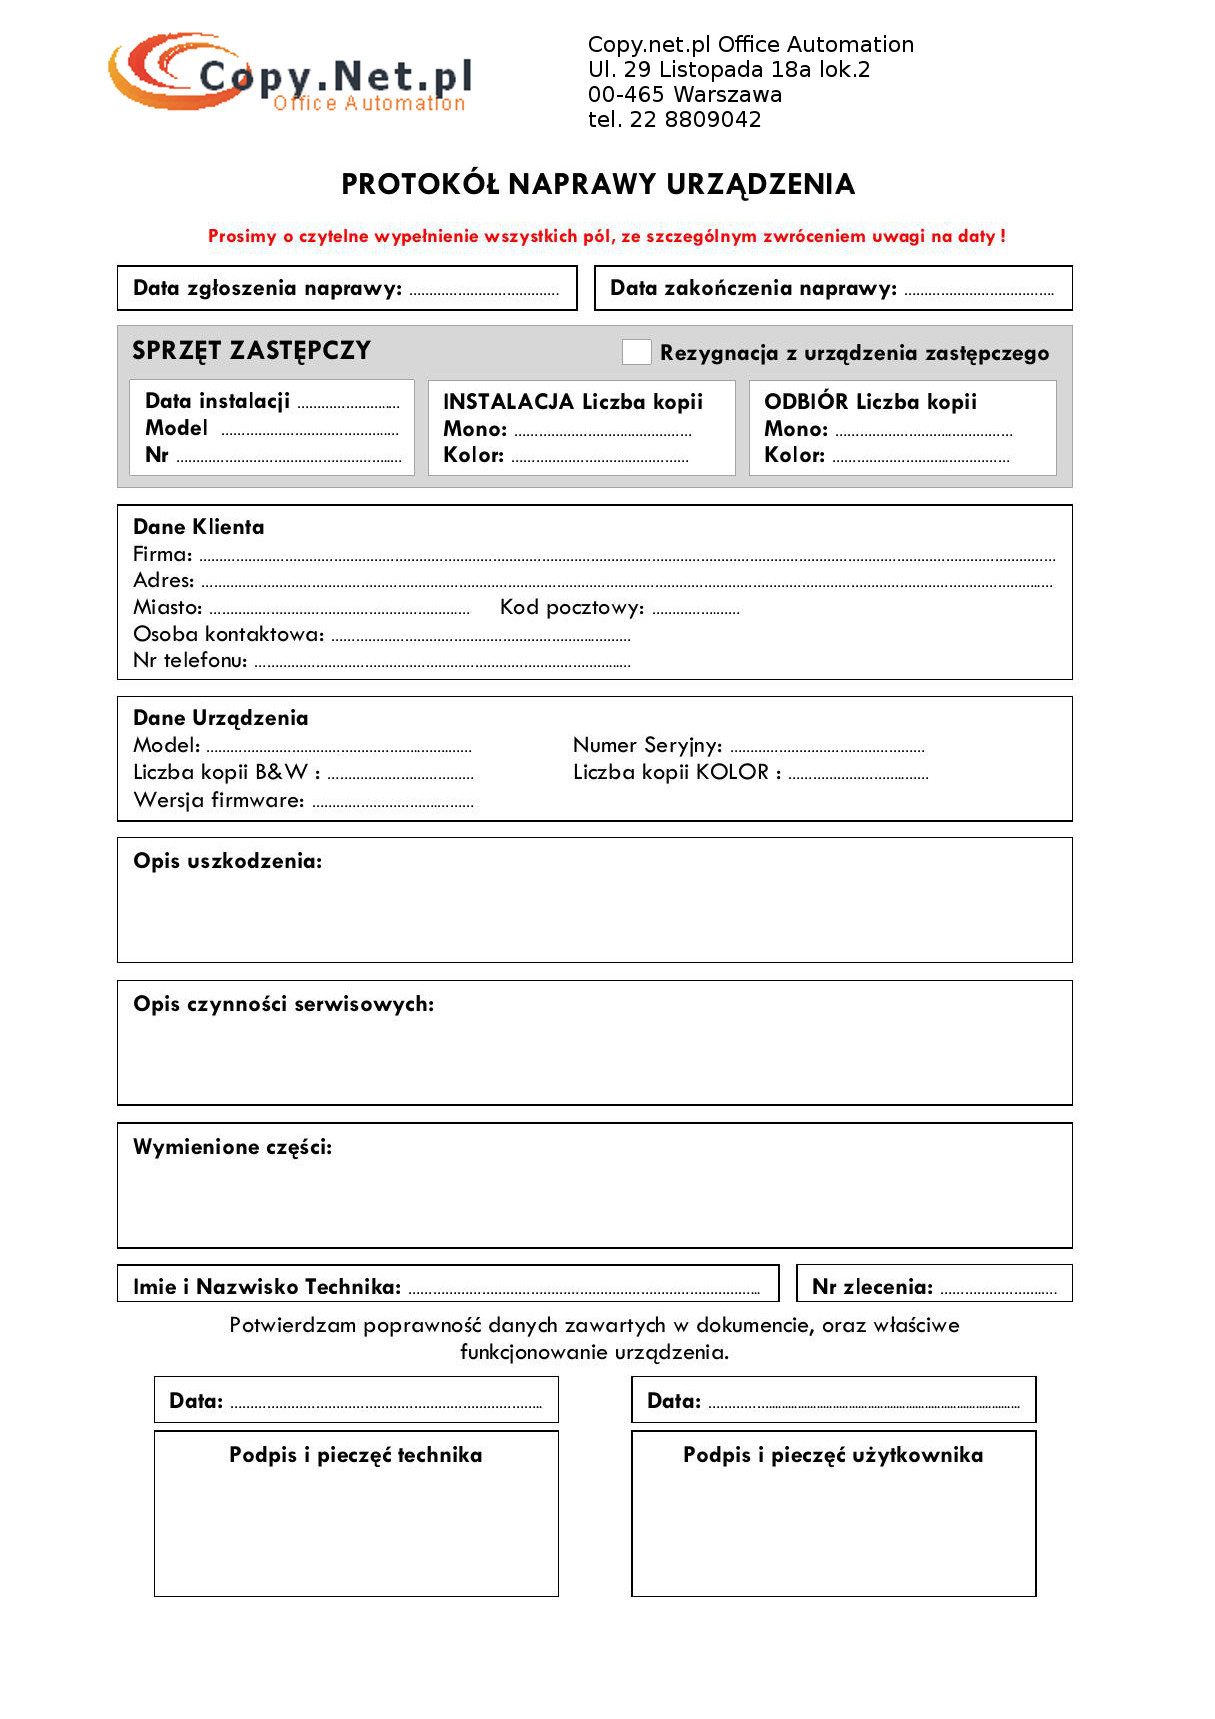 Copy.Net.pl
Office Automation
Copy.net.pl Office Automation
Ul. 29 Listopada 18a lok.2
00-465 Warszawa
tel. 22 8809042
PROTOKÓŁ NAPRAWY URZĄDZENIA
Prosimy o czytelne wypełnienie wszystkich pól, ze szczególnym zwróceniem uwagi na daty !
Data zgłoszenia naprawy: ..................................... Data zakończenia naprawy: .....................................
SPRZĘT ZASTĘPCZY Rezygnacja z urządzenia zastępczego
Data instalacji ......................... INSTALACJA Liczba kopii ODBIÓR Liczba kopii
Model ............................................ Mono: ............................................ Mono: ............................................
Nr ........................................................ Kolor: ............................................ Kolor: ............................................
Dane Klienta
Firma: ................................................................................
Adres: ................................................................................
Miasto: ................................................................ Kod pocztowy: ......................
Osoba kontaktowa: ..........................................................................
Nr telefonu: ............................................................................................
Dane Urządzenia
Model: ................................................................. Numer Seryjny: ................................................
Liczba kopii B&W : .................................... Liczba kopii KOLOR : ..................................
Wersja firmware: ........................................
Opis uszkodzenia:
Opis czynności serwisowych:
Wymienione części:
Imie i Nazwisko Technika: ...................................................................................... Nr zlecenia: .............................
Potwierdzam poprawność danych zawartych w dokumencie, oraz właściwe
funkcjonowanie urządzenia.
Data: ............................................................................ Data: ............................................................................
Podpis i pieczęć technika Podpis i pieczęć użytkownika